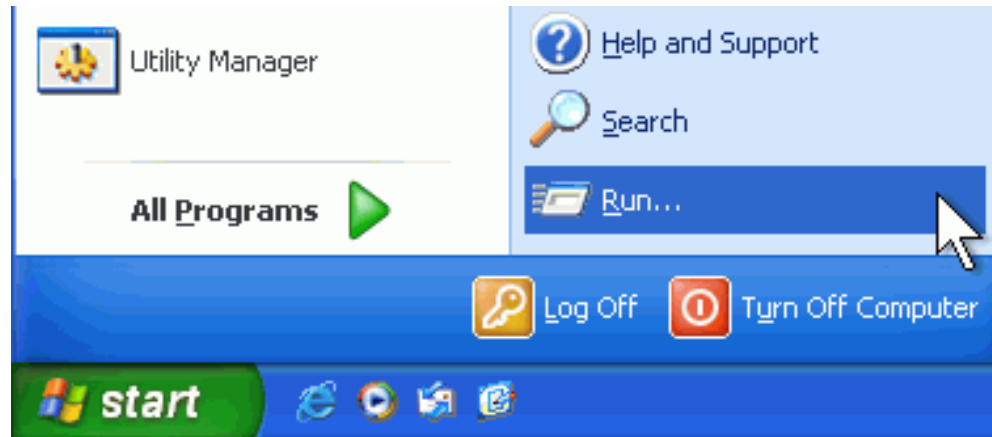 Utility Manager
All Programs
Help and Support
Search
Run...
Log Off
Turn Off Computer
start